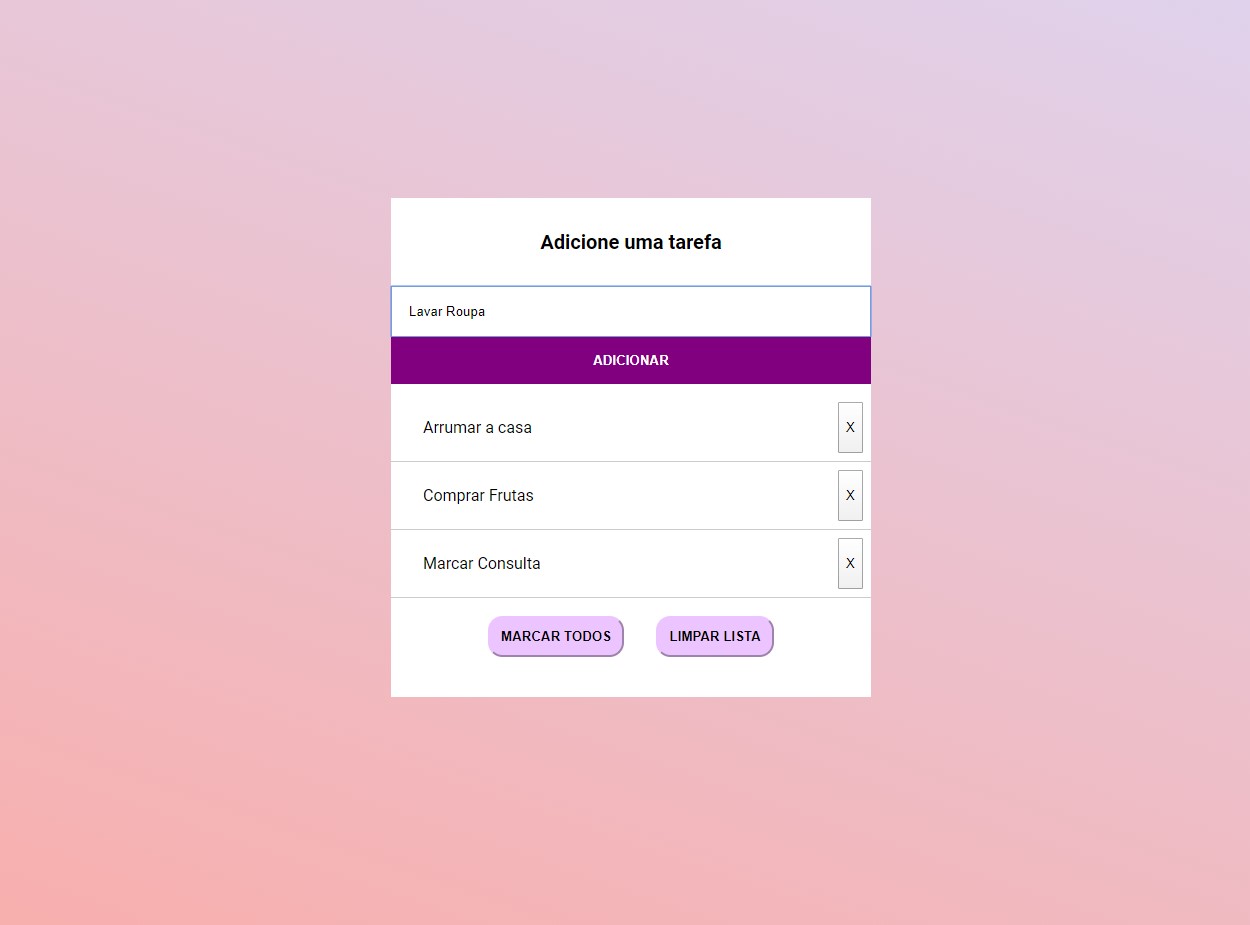 Adicione uma tarefa
Lavar Roupa
ADICIONAR
Arrumar a casa X
Comprar Frutas X
Marcar Consulta X
MARCAR TODOS LIMPAR LISTA